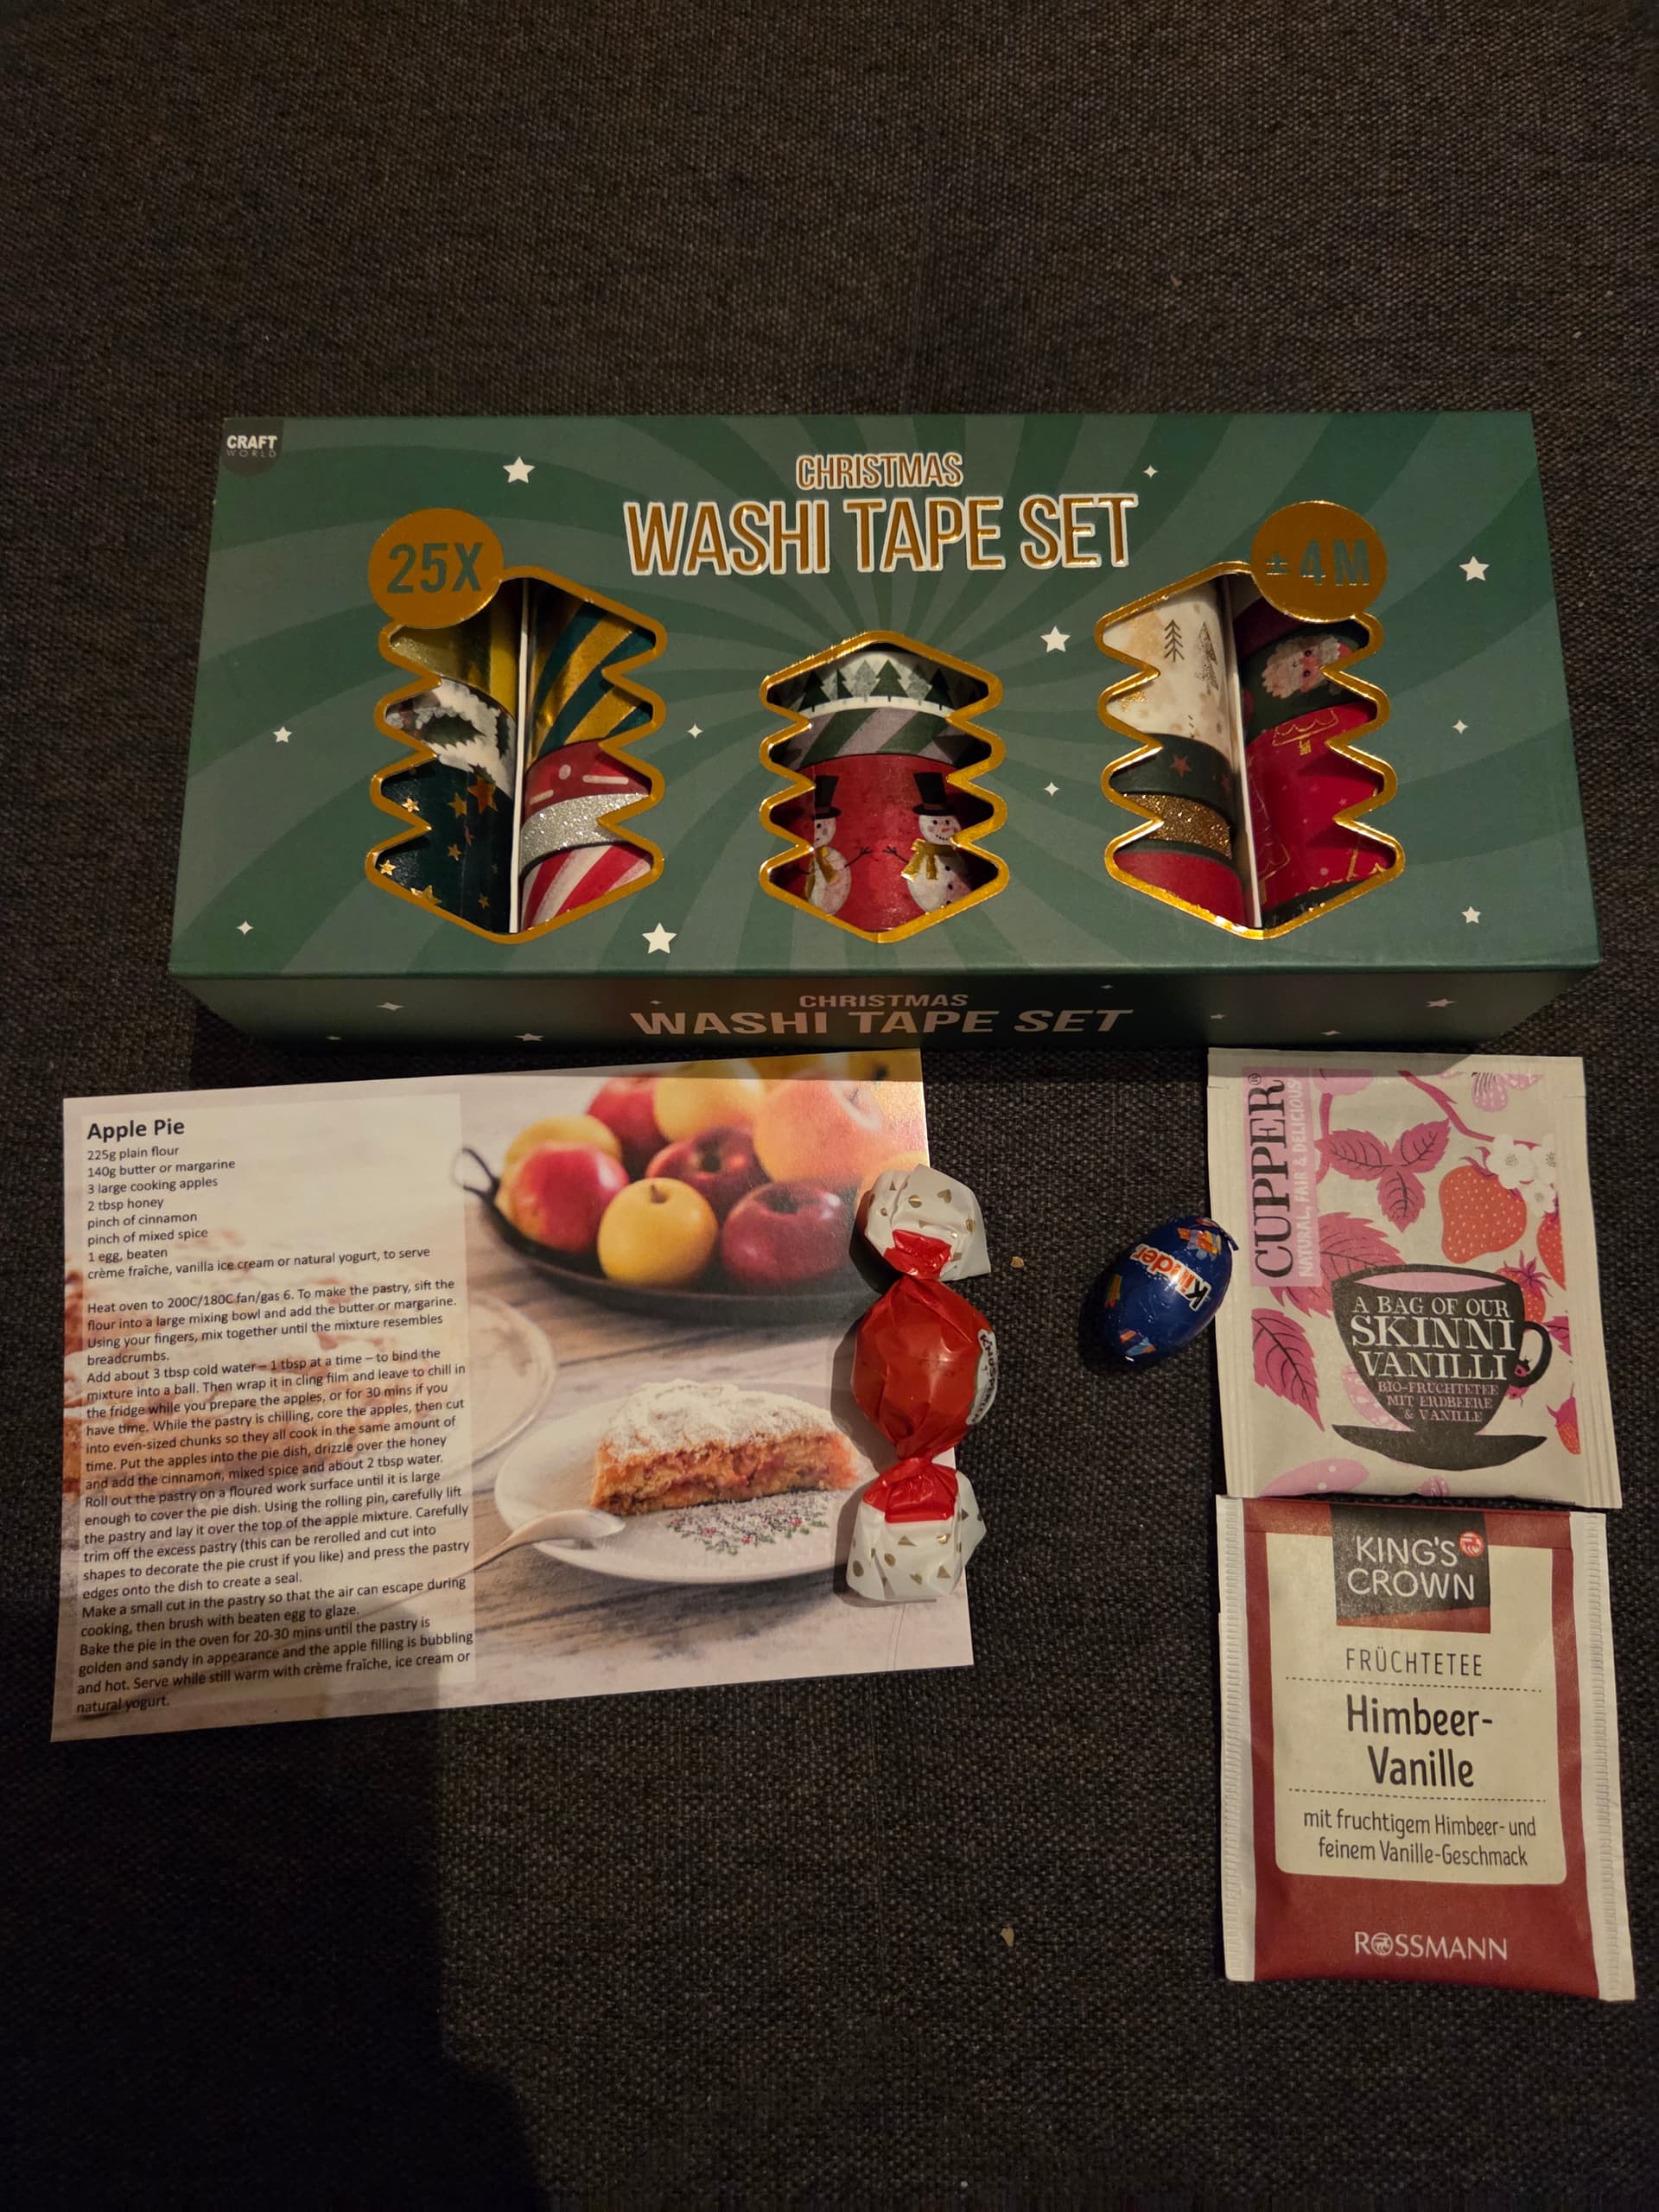 CRAFT
WORLD
CHRISTMAS
WASHI TAPE SET
25X
±4M
CHRISTMAS
WASHI TAPE SET
Apple Pie
225g plain flour
140g butter or margarine
3 large cooking apples
2 tbsp honey
pinch of cinnamon
pinch of mixed spice
1 egg, beaten
crème fraîche, vanilla ice cream or natural yogurt, to serve
Heat oven to 200C/180C fan/gas 6. To make the pastry, sift the
flour into a large mixing bowl and add the butter or margarine.
Using your fingers, mix together until the mixture resembles
breadcrumbs.
Add about 3 tbsp cold water – 1 tbsp at a time – to bind the
mixture into a ball. Then wrap it in cling film and leave to chill in
the fridge while you prepare the apples, or for 30 mins if you
have time. While the pastry is chilling, core the apples, then cut
into even-sized chunks so they all cook in the same amount of
time. Put the apples into the pie dish, drizzle over the honey
and add the cinnamon, mixed spice and about 2 tbsp water.
Roll out the pastry on a floured work surface until it is large
enough to cover the pie dish. Using the rolling pin, carefully lift
the pastry and lay it over the top of the apple mixture. Carefully
trim off the excess pastry (this can be rerolled and cut into
shapes to decorate the pie crust if you like) and press the pastry
edges onto the dish to create a seal.
Make a small cut in the pastry so that the air can escape during
cooking, then brush with beaten egg to glaze.
Bake the pie in the oven for 20-30 mins until the pastry is
golden and sandy in appearance and the apple filling is bubbling
and hot. Serve while still warm with crème fraîche, ice cream or
natural yogurt.
Kinder
CUPPER®
NATURAL, FAIR & DELICIOUS
A BAG OF OUR
SKINNI
VANILLI
BIO-FRÜCHTETEE
MIT ERDBEERE
& VANILLE
KING'S
CROWN
FRÜCHTETEE
Himbeer-
Vanille
mit fruchtigem Himbeer- und
feinem Vanille-Geschmack
ROSSMANN